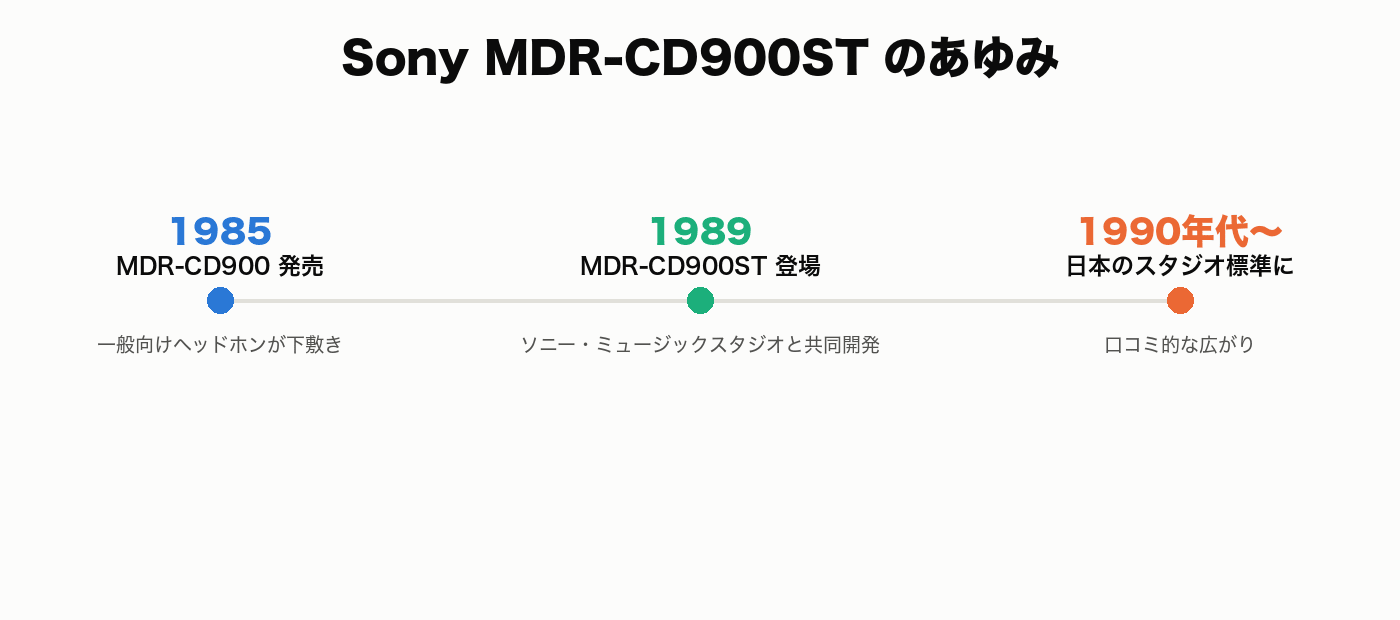 Sony MDR-CD900ST のあゆみ
1985
MDR-CD900 発売
一般向けヘッドホンが下敷き
1989
MDR-CD900ST 登場
ソニー・ミュージックスタジオと共同開発
1990年代〜
日本のスタジオ標準に
口コミ的な広がり